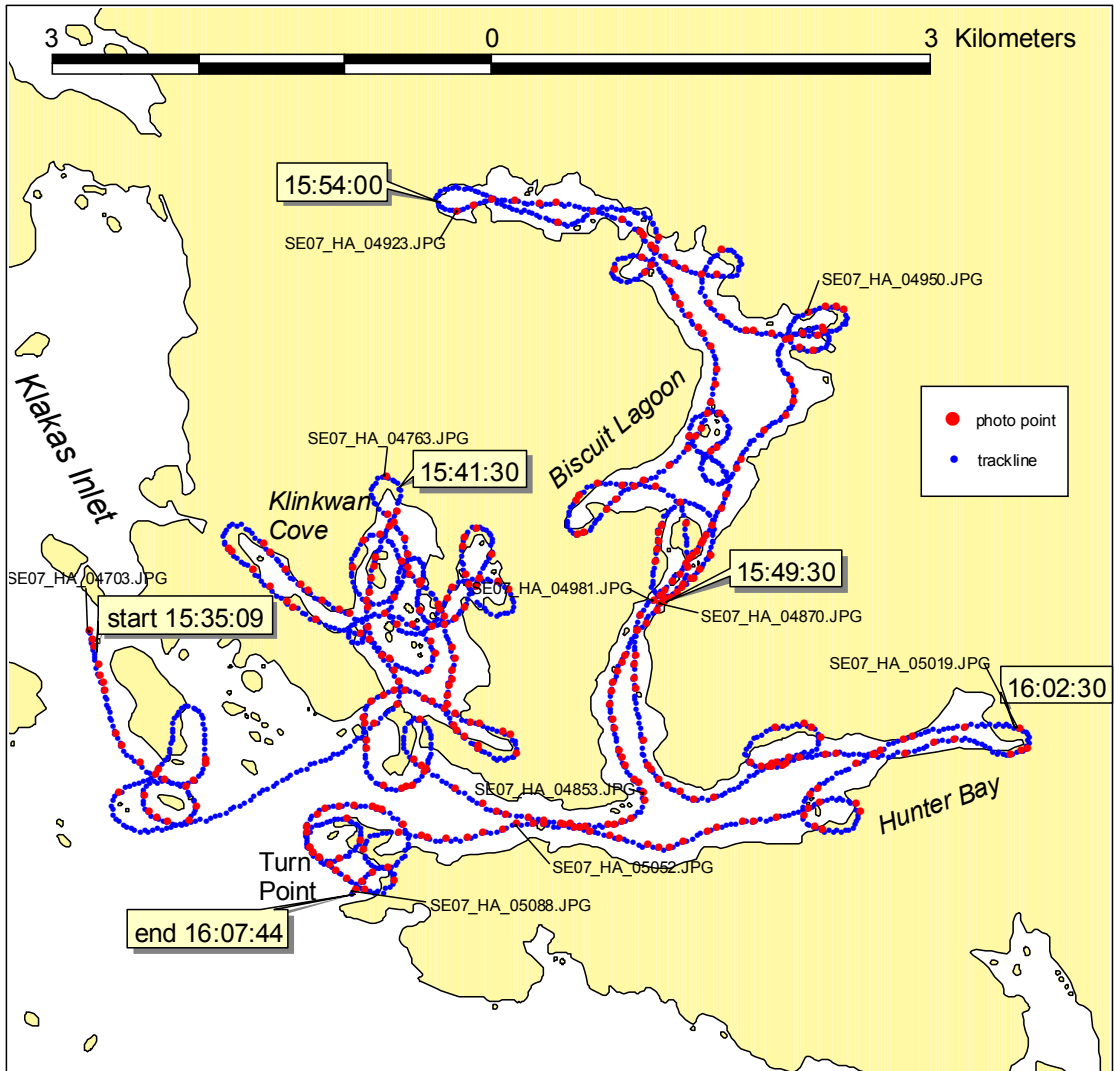 3 0 3 Kilometers
15:54:00
SE07_HA_04923.JPG
SE07_HA_04950.JPG
Klakas Inlet
Biscuit Lagoon
photo point
trackline
SE07_HA_04763.JPG
15:41:30
Klinkwan
Cove
SE07_HA_04703.JPG
start 15:35:09
SE07_HA_04981.JPG
15:49:30
SE07_HA_04870.JPG
SE07_HA_05019.JPG
16:02:30
SE07_HA_04853.JPG
Hunter Bay
Turn
Point
SE07_HA_05052.JPG
SE07_HA_05088.JPG
end 16:07:44